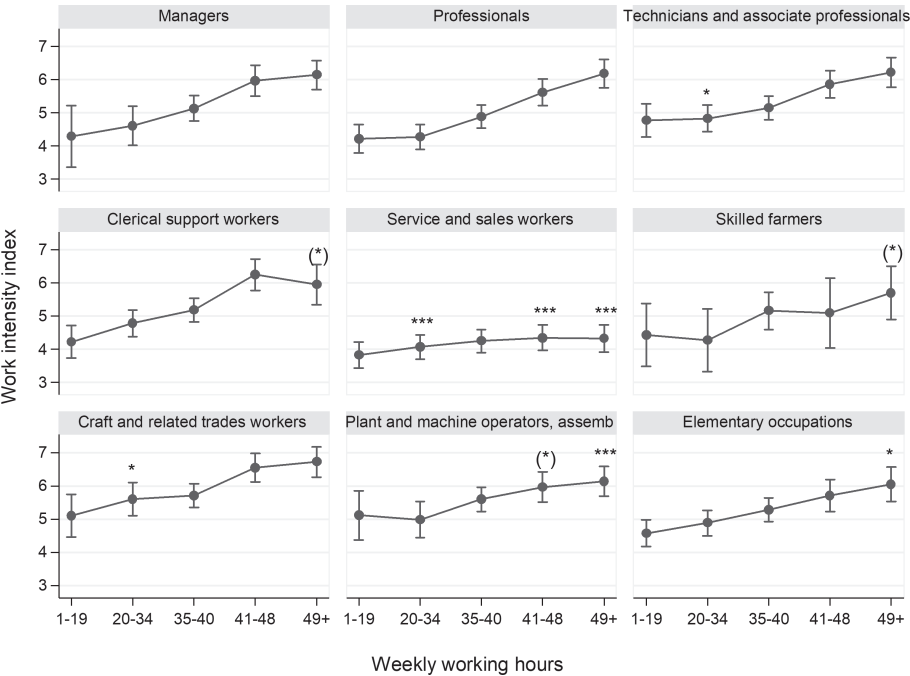 Managers
Professionals
Technicians and associate professionals
7
6
5
4
3
*
Clerical support workers
Service and sales workers
Skilled farmers
7
6
5
4
3
(*)
***
***
***
(*)
Work intensity index
Craft and related trades workers
Plant and machine operators, assemb
Elementary occupations
7
6
5
4
3
*
(*)
***
*
1-19 20-34 35-40 41-48 49+
1-19 20-34 35-40 41-48 49+
1-19 20-34 35-40 41-48 49+
Weekly working hours